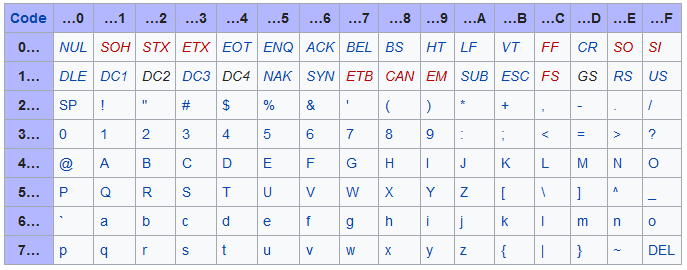 Code …0 …1 …2 …3 …4 …5 …6 …7 …8 …9 …A …B …C …D …E …F
0… NUL SOH STX ETX EOT ENQ ACK BEL BS HT LF VT FF CR SO SI
1… DLE DC1 DC2 DC3 DC4 NAK SYN ETB CAN EM SUB ESC FS GS RS US
2… SP ! " # $ % & ' ( ) * + , - . /
3… 0 1 2 3 4 5 6 7 8 9 : ; < = > ?
4… @ A B C D E F G H I J K L M N O
5… P Q R S T U V W X Y Z [ \ ] ^ _
6… ` a b c d e f g h i j k l m n o
7… p q r s t u v w x y z { | } ~ DEL